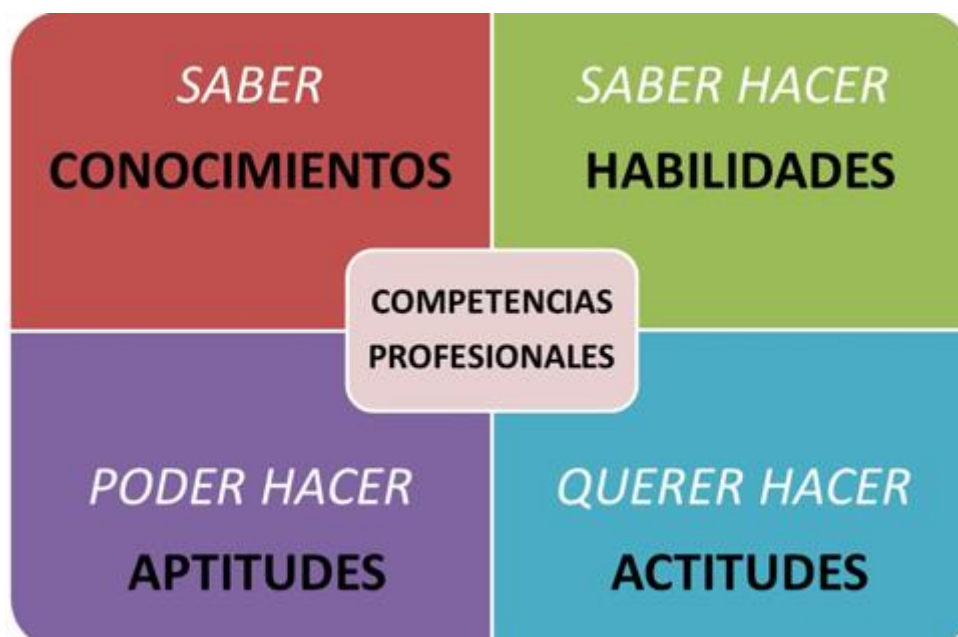 SABER
CONOCIMIENTOS
SABER HACER
HABILIDADES
COMPETENCIAS
PROFESIONALES
PODER HACER
APTITUDES
QUERER HACER
ACTITUDES